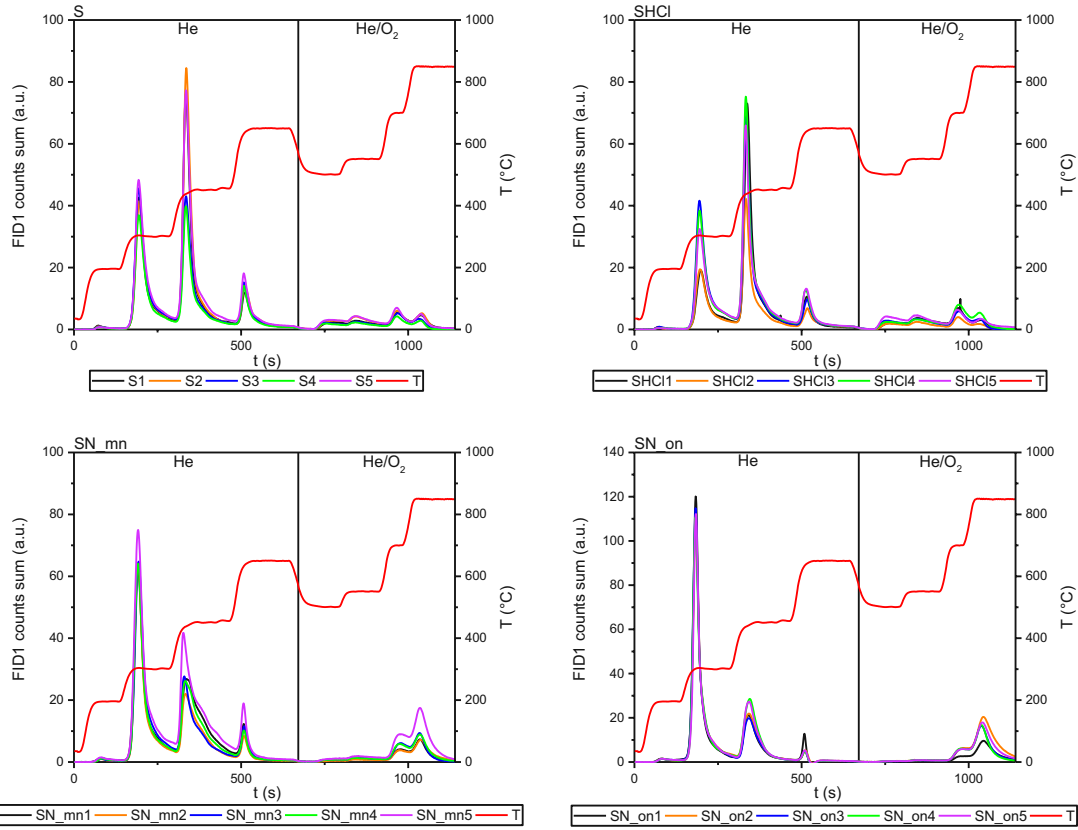 S
He
He/O₂
FID1 counts sum (a.u.)
100
80
60
40
20
0
1000
800
600
400
200
0
T (°C)
0
500
1000
t (s)
S1 S2 S3 S4 S5 T
SHCl
He
He/O₂
FID1 counts sum (a.u.)
100
80
60
40
20
0
1000
800
600
400
200
0
T (°C)
0
500
1000
t (s)
SHCl1 SHCl2 SHCl3 SHCl4 SHCl5 T
SN_mn
He
He/O₂
FID1 counts sum (a.u.)
100
80
60
40
20
0
1000
800
600
400
200
0
T (°C)
0
500
1000
t (s)
SN_mn1 SN_mn2 SN_mn3 SN_mn4 SN_mn5 T
SN_on
He
He/O₂
FID1 counts sum (a.u.)
140
120
100
80
60
40
20
0
1000
800
600
400
200
0
T (°C)
0
500
1000
t (s)
SN_on1 SN_on2 SN_on3 SN_on4 SN_on5 T